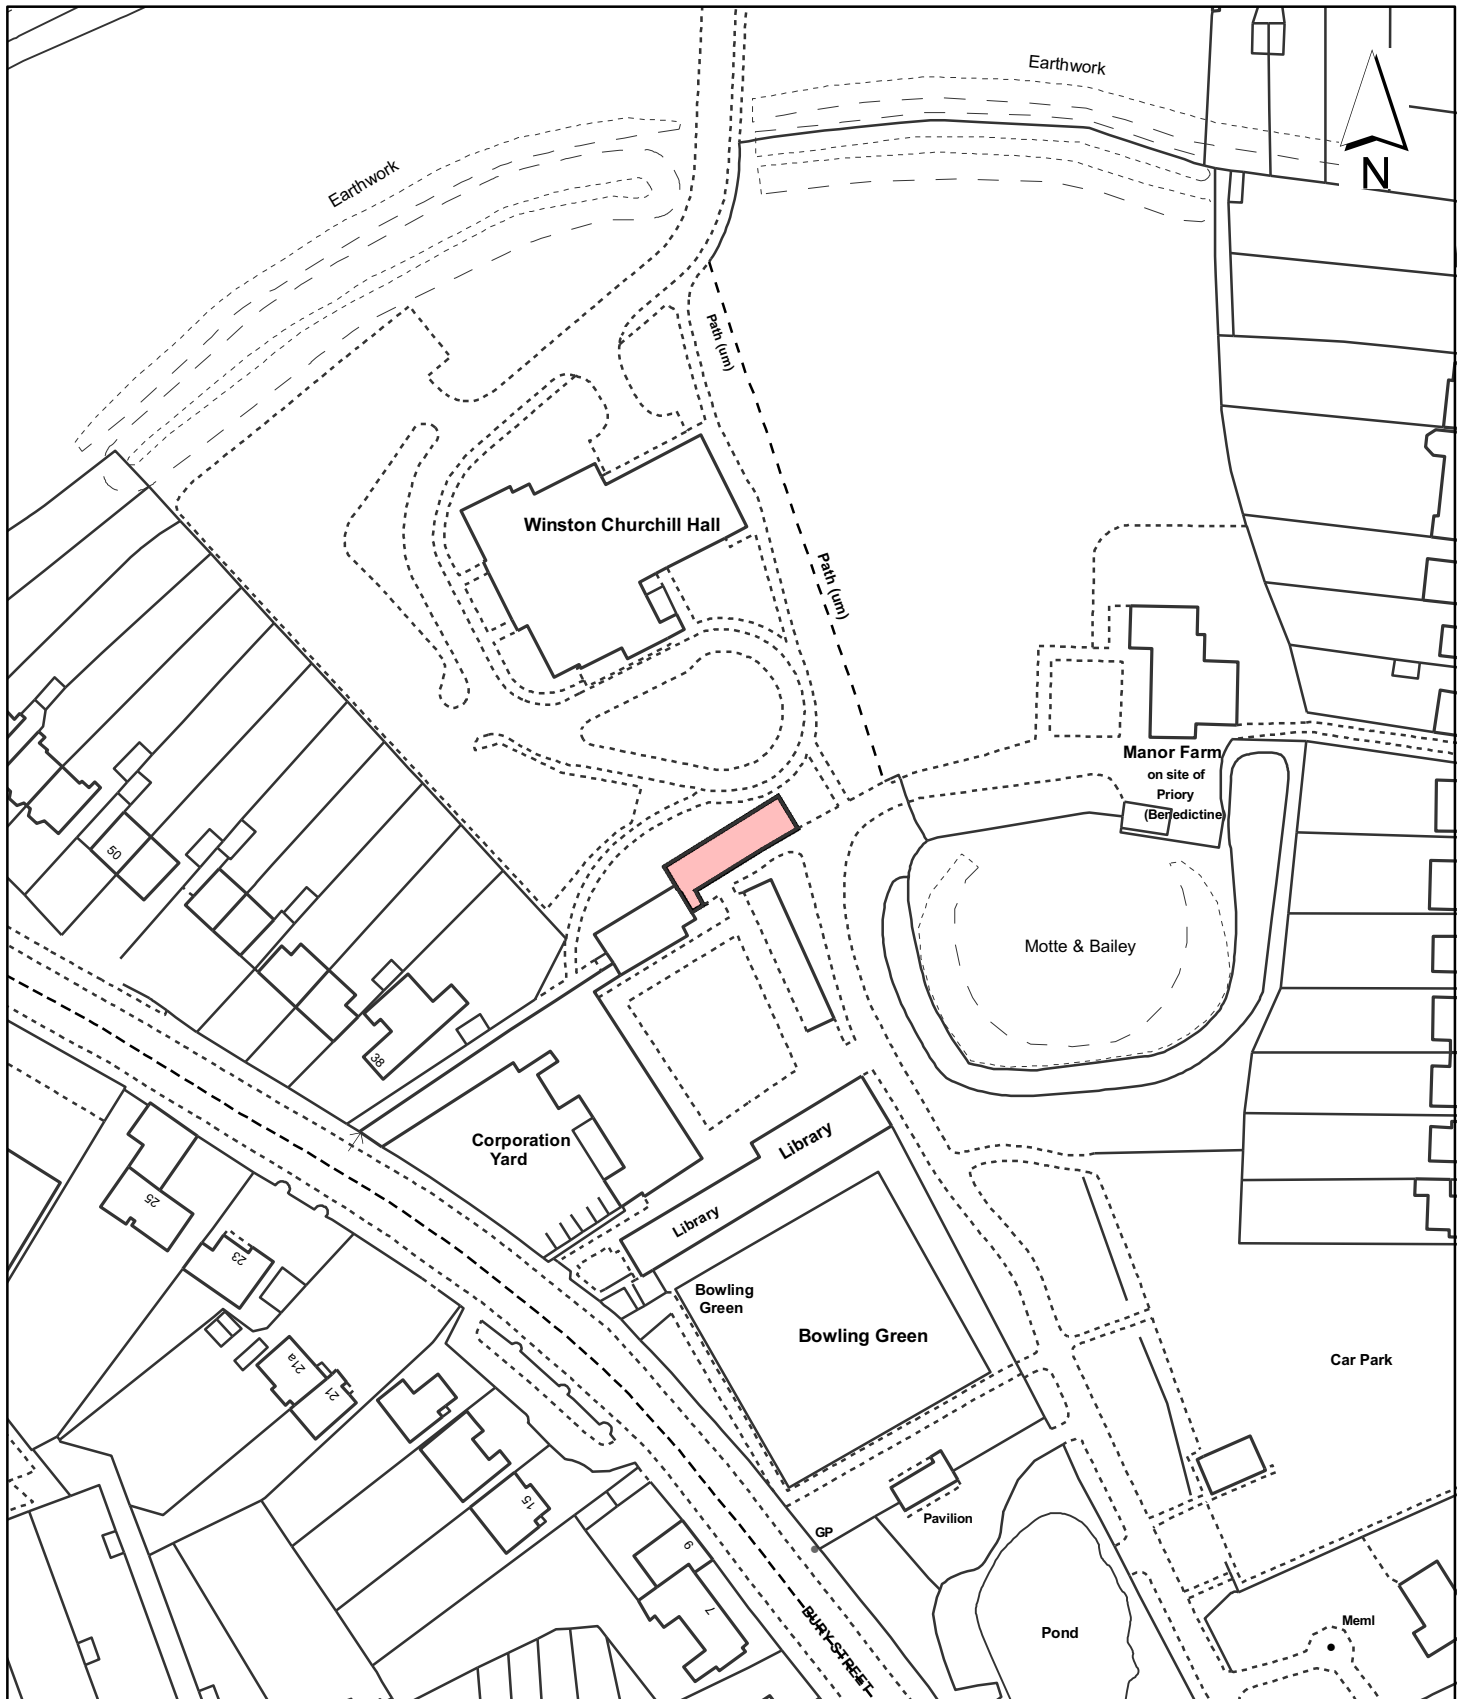 Earthwork
Earthwork
N
Path (um)
Winston Churchill Hall
Path (um)
Manor Farm
on site of
Priory
(Benedictine)
50
Motte & Bailey
38
Corporation
Yard
Library
25
Library
23
Bowling
Green
Bowling Green
21a
21
Car Park
15
GP
Pavilion
9
7
BURY STREET
Pond
Meml